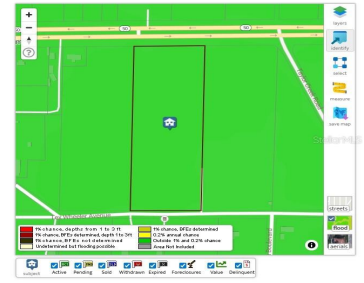 layers
50
50
identify
select
measure
save map
streets
flood
aerials
1% chance, depths from 1 to 3 ft
1% chance, BFEs determined
1% chance, BFEs determined, depth 1 to 3ft
0.2% annual chance
1% chance, BFEs not determined
Outside 1% and 0.2% chance
Undetermined but flooding possible
Area Not Included
subject
Active
Pending
Sold
Withdrawn
Expired
Foreclosures
Value
Delinquent